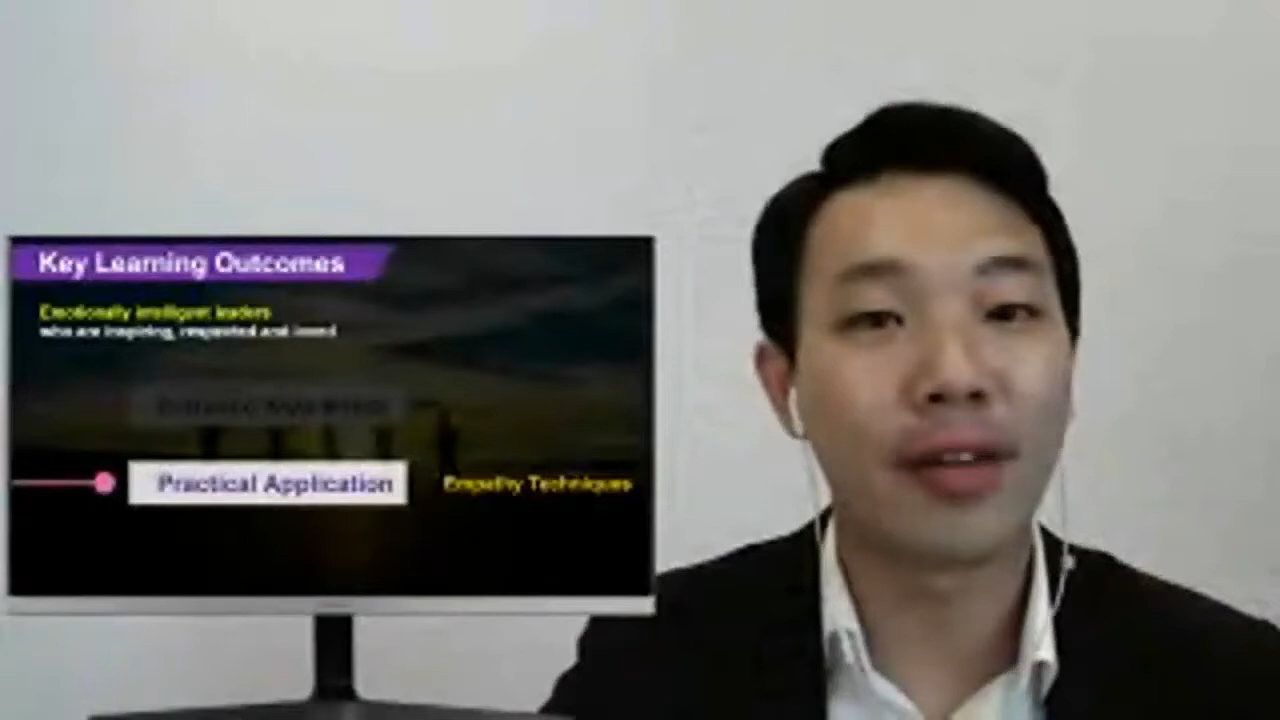 Key Learning Outcomes
Emotionally intelligent leaders
who are inspiring, respected and loved
Practical Application
Empathy Techniques